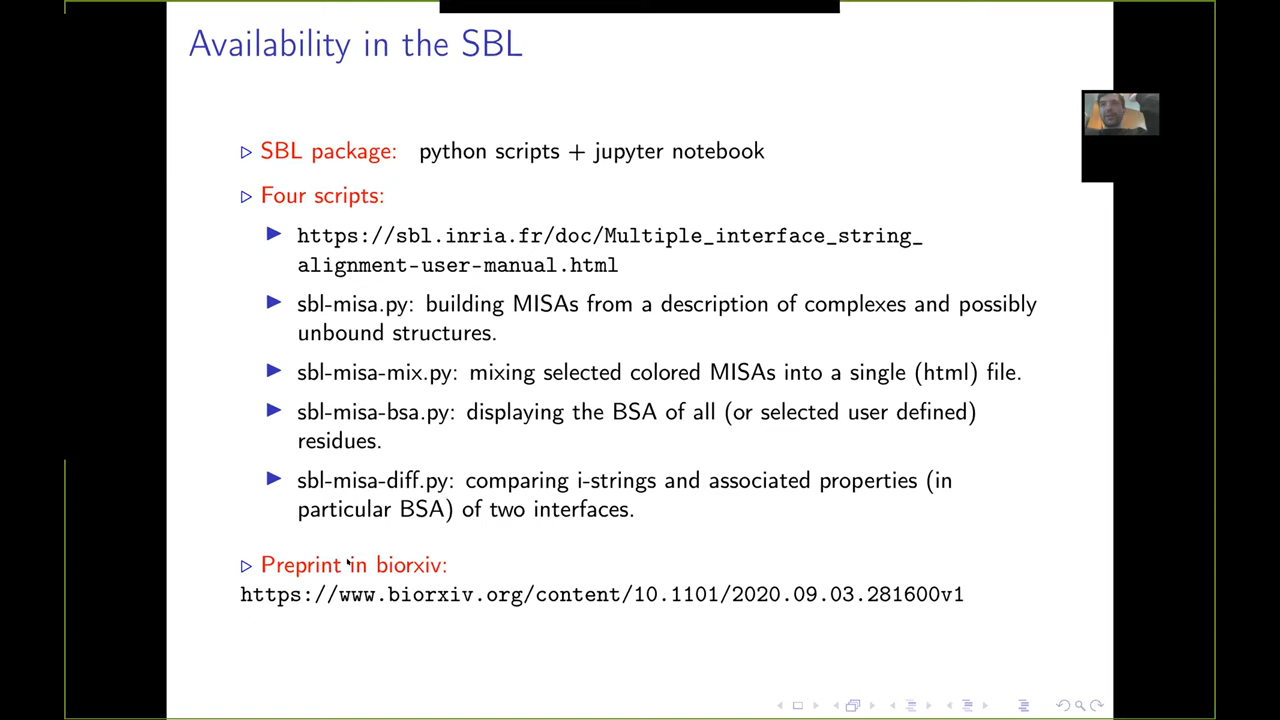 Availability in the SBL
▷ SBL package: python scripts + jupyter notebook
▷ Four scripts:
▶ https://sbl.inria.fr/doc/Multiple_interface_string_
alignment-user-manual.html
▶ sbl-misa.py: building MISAs from a description of complexes and possibly
unbound structures.
▶ sbl-misa-mix.py: mixing selected colored MISAs into a single (html) file.
▶ sbl-misa-bsa.py: displaying the BSA of all (or selected user defined)
residues.
▶ sbl-misa-diff.py: comparing i-strings and associated properties (in
particular BSA) of two interfaces.
▷ Preprint in biorxiv:
https://www.biorxiv.org/content/10.1101/2020.09.03.281600v1